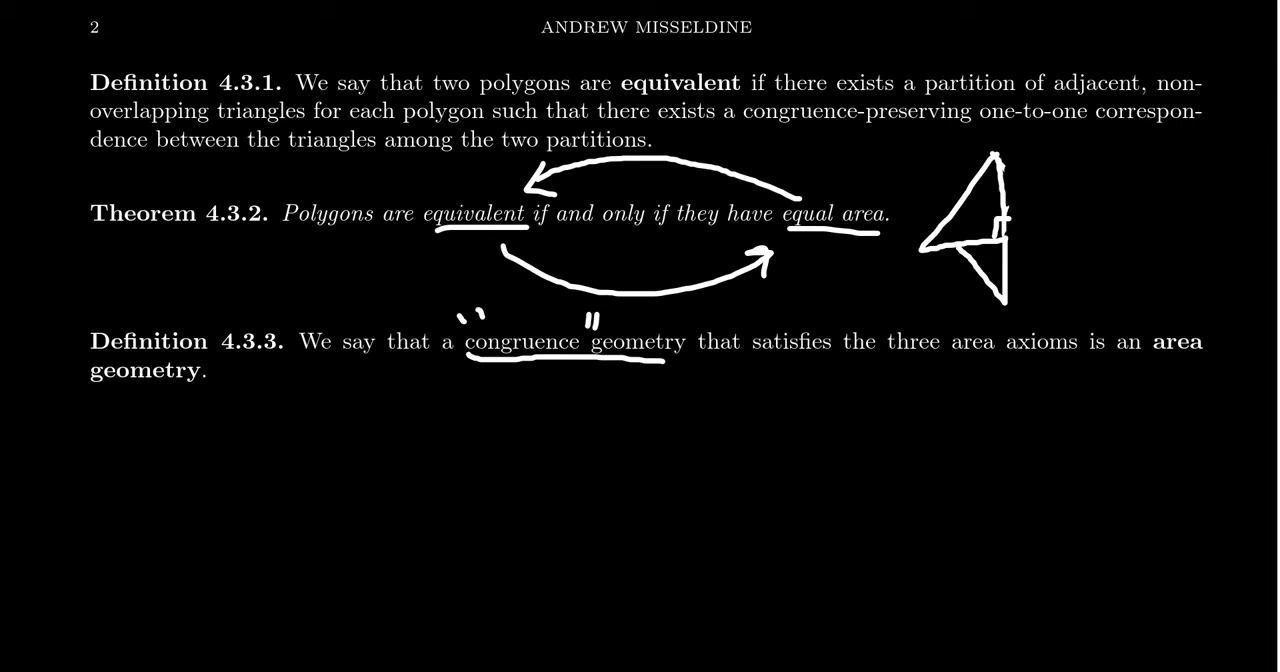 2 ANDREW MISSELDINE
Definition 4.3.1. We say that two polygons are equivalent if there exists a partition of adjacent, non-
overlapping triangles for each polygon such that there exists a congruence-preserving one-to-one correspon-
dence between the triangles among the two partitions.
Theorem 4.3.2. Polygons are equivalent if and only if they have equal area.
Definition 4.3.3. We say that a congruence geometry that satisfies the three area axioms is an area
geometry.